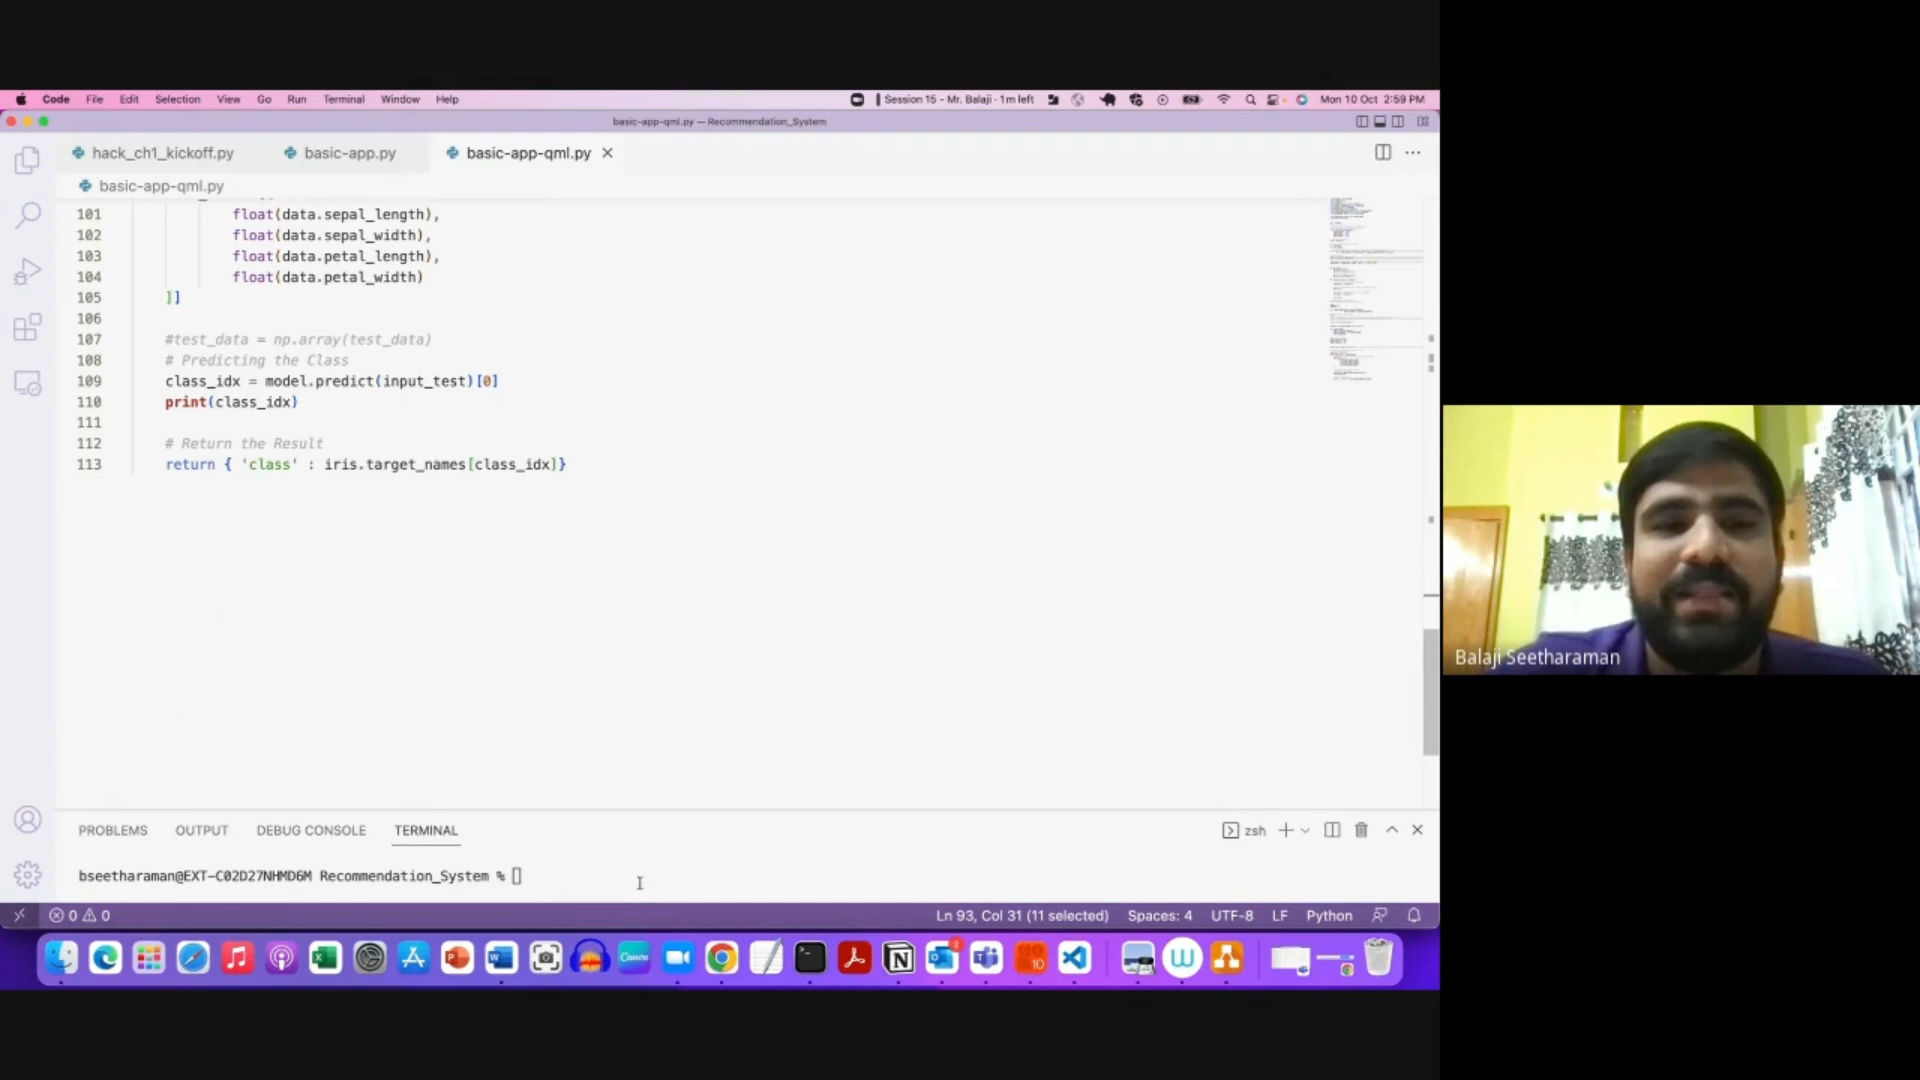 Code File Edit Selection View Go Run Terminal Window Help
Session 15 - Mr. Balaji · 1m left
Mon 10 Oct 2:59 PM
basic-app-qml.py — Recommendation_System
hack_ch1_kickoff.py
basic-app.py
basic-app-qml.py
basic-app-qml.py
101 float(data.sepal_length),
102 float(data.sepal_width),
103 float(data.petal_length),
104 float(data.petal_width)
105 ]]
106
107 #test_data = np.array(test_data)
108 # Predicting the Class
109 class_idx = model.predict(input_test)[0]
110 print(class_idx)
111
112 # Return the Result
113 return { 'class' : iris.target_names[class_idx]}
Balaji Seetharaman
PROBLEMS OUTPUT DEBUG CONSOLE TERMINAL
zsh
bseetharaman@EXT-C02D27NHMD6M Recommendation_System %
0 0
Ln 93, Col 31 (11 selected) Spaces: 4 UTF-8 LF Python
Canva
10